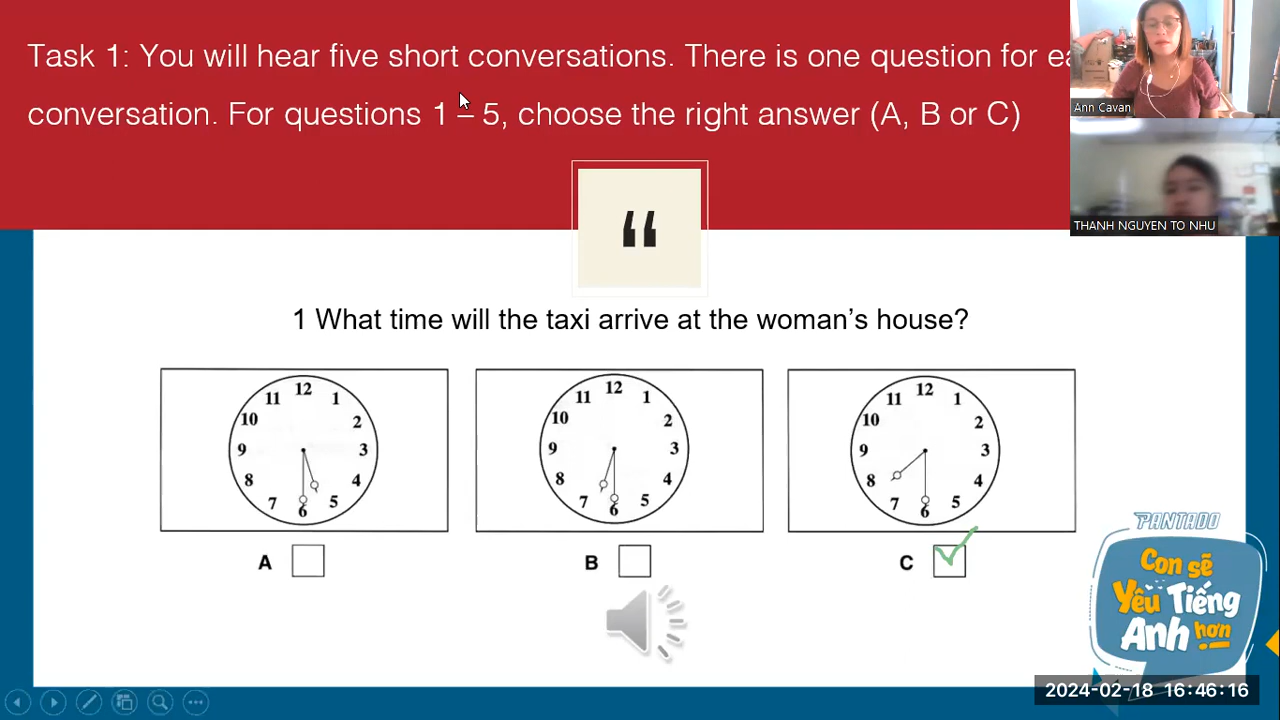 Task 1: You will hear five short conversations. There is one question for ea
conversation. For questions 1 – 5, choose the right answer (A, B or C)
Ann Cavan
THANH NGUYEN TO NHU
“
1 What time will the taxi arrive at the woman’s house?
12
11 1
10 2
9 3
8 4
7 5
6
12
11 1
10 2
9 3
8 4
7 5
6
12
11 1
10 2
9 3
8 4
7 5
6
A
B
C
PANTADO
Con sẽ
Yêu Tiếng
Anh hơn
2024-02-18 16:46:16